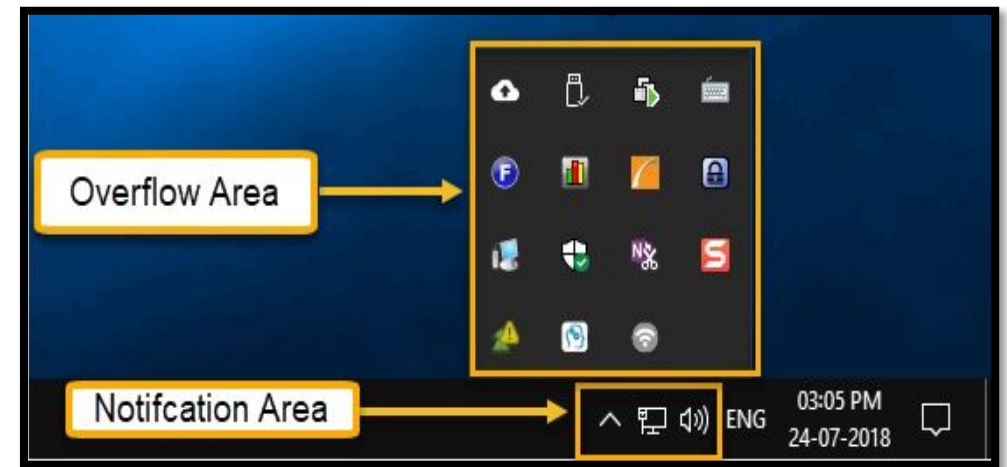 Overflow Area
F
N
S
Notifcation Area
ENG
03:05 PM
24-07-2018